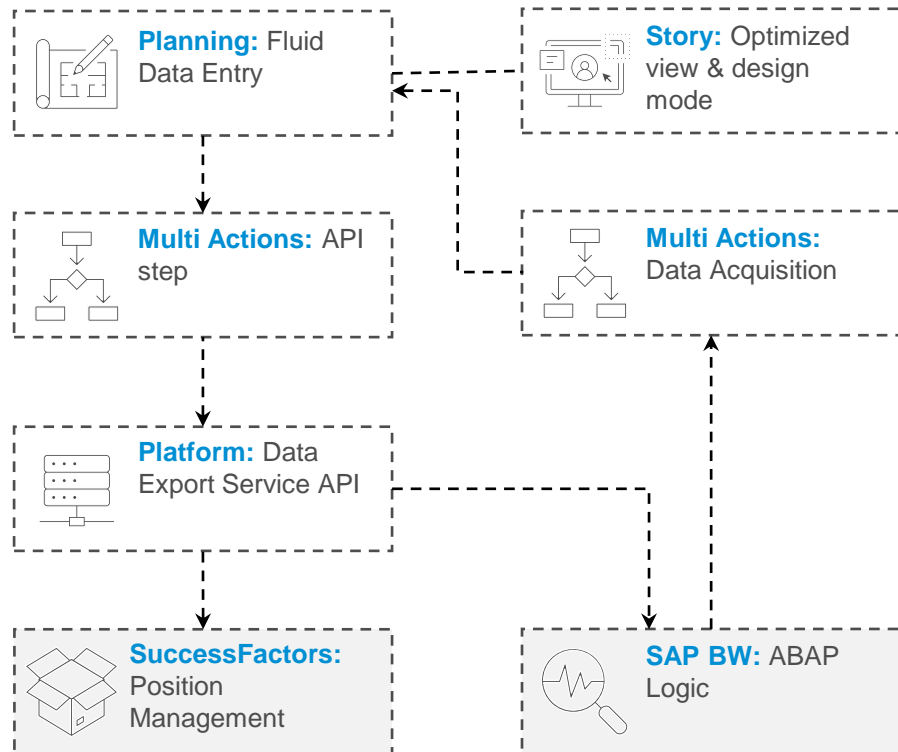 Planning: Fluid
Data Entry
Story: Optimized
view & design
mode
Multi Actions: API
step
Multi Actions:
Data Acquisition
Platform: Data
Export Service API
SuccessFactors:
Position
Management
SAP BW: ABAP
Logic